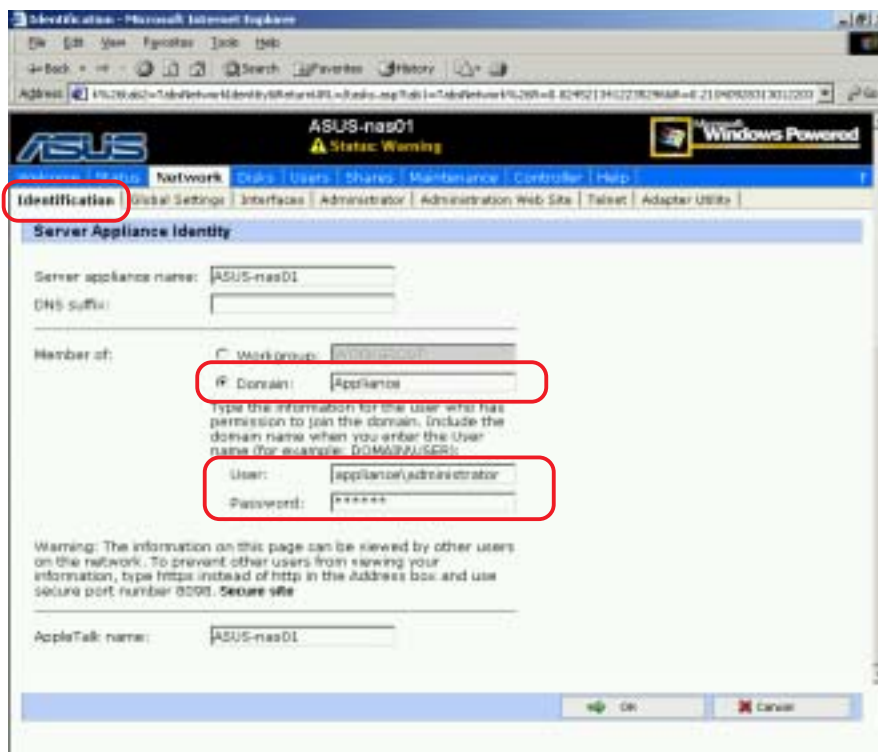 Identification - Microsoft Internet Explorer
File Edit View Favorites Tools Help
Back Search Favorites History
Address
ASUS
ASUS-nas01
Status: Warning
Microsoft
Windows Powered
Welcome Status Network Disks Users Shares Maintenance Controller Help ?
Identification Global Settings Interfaces Administrator Administration Web Site Telnet Adapter Utility
Server Appliance Identity
Server appliance name: ASUS-nas01
DNS suffix:
Member of: Workgroup: WORKGROUP
Domain: Appliance
Type the information for the user who has
permission to join the domain. Include the
domain name when you enter the User
name (for example: DOMAIN\USER):
User: appliance\administrator
Password: ******
Warning: The information on this page can be viewed by other users
on the network. To prevent other users from viewing your
information, type https instead of http in the Address box and use
secure port number 8098. Secure site
AppleTalk name: ASUS-nas01
OK Cancel